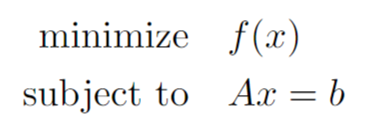 minimize f(x)
subject to Ax = b